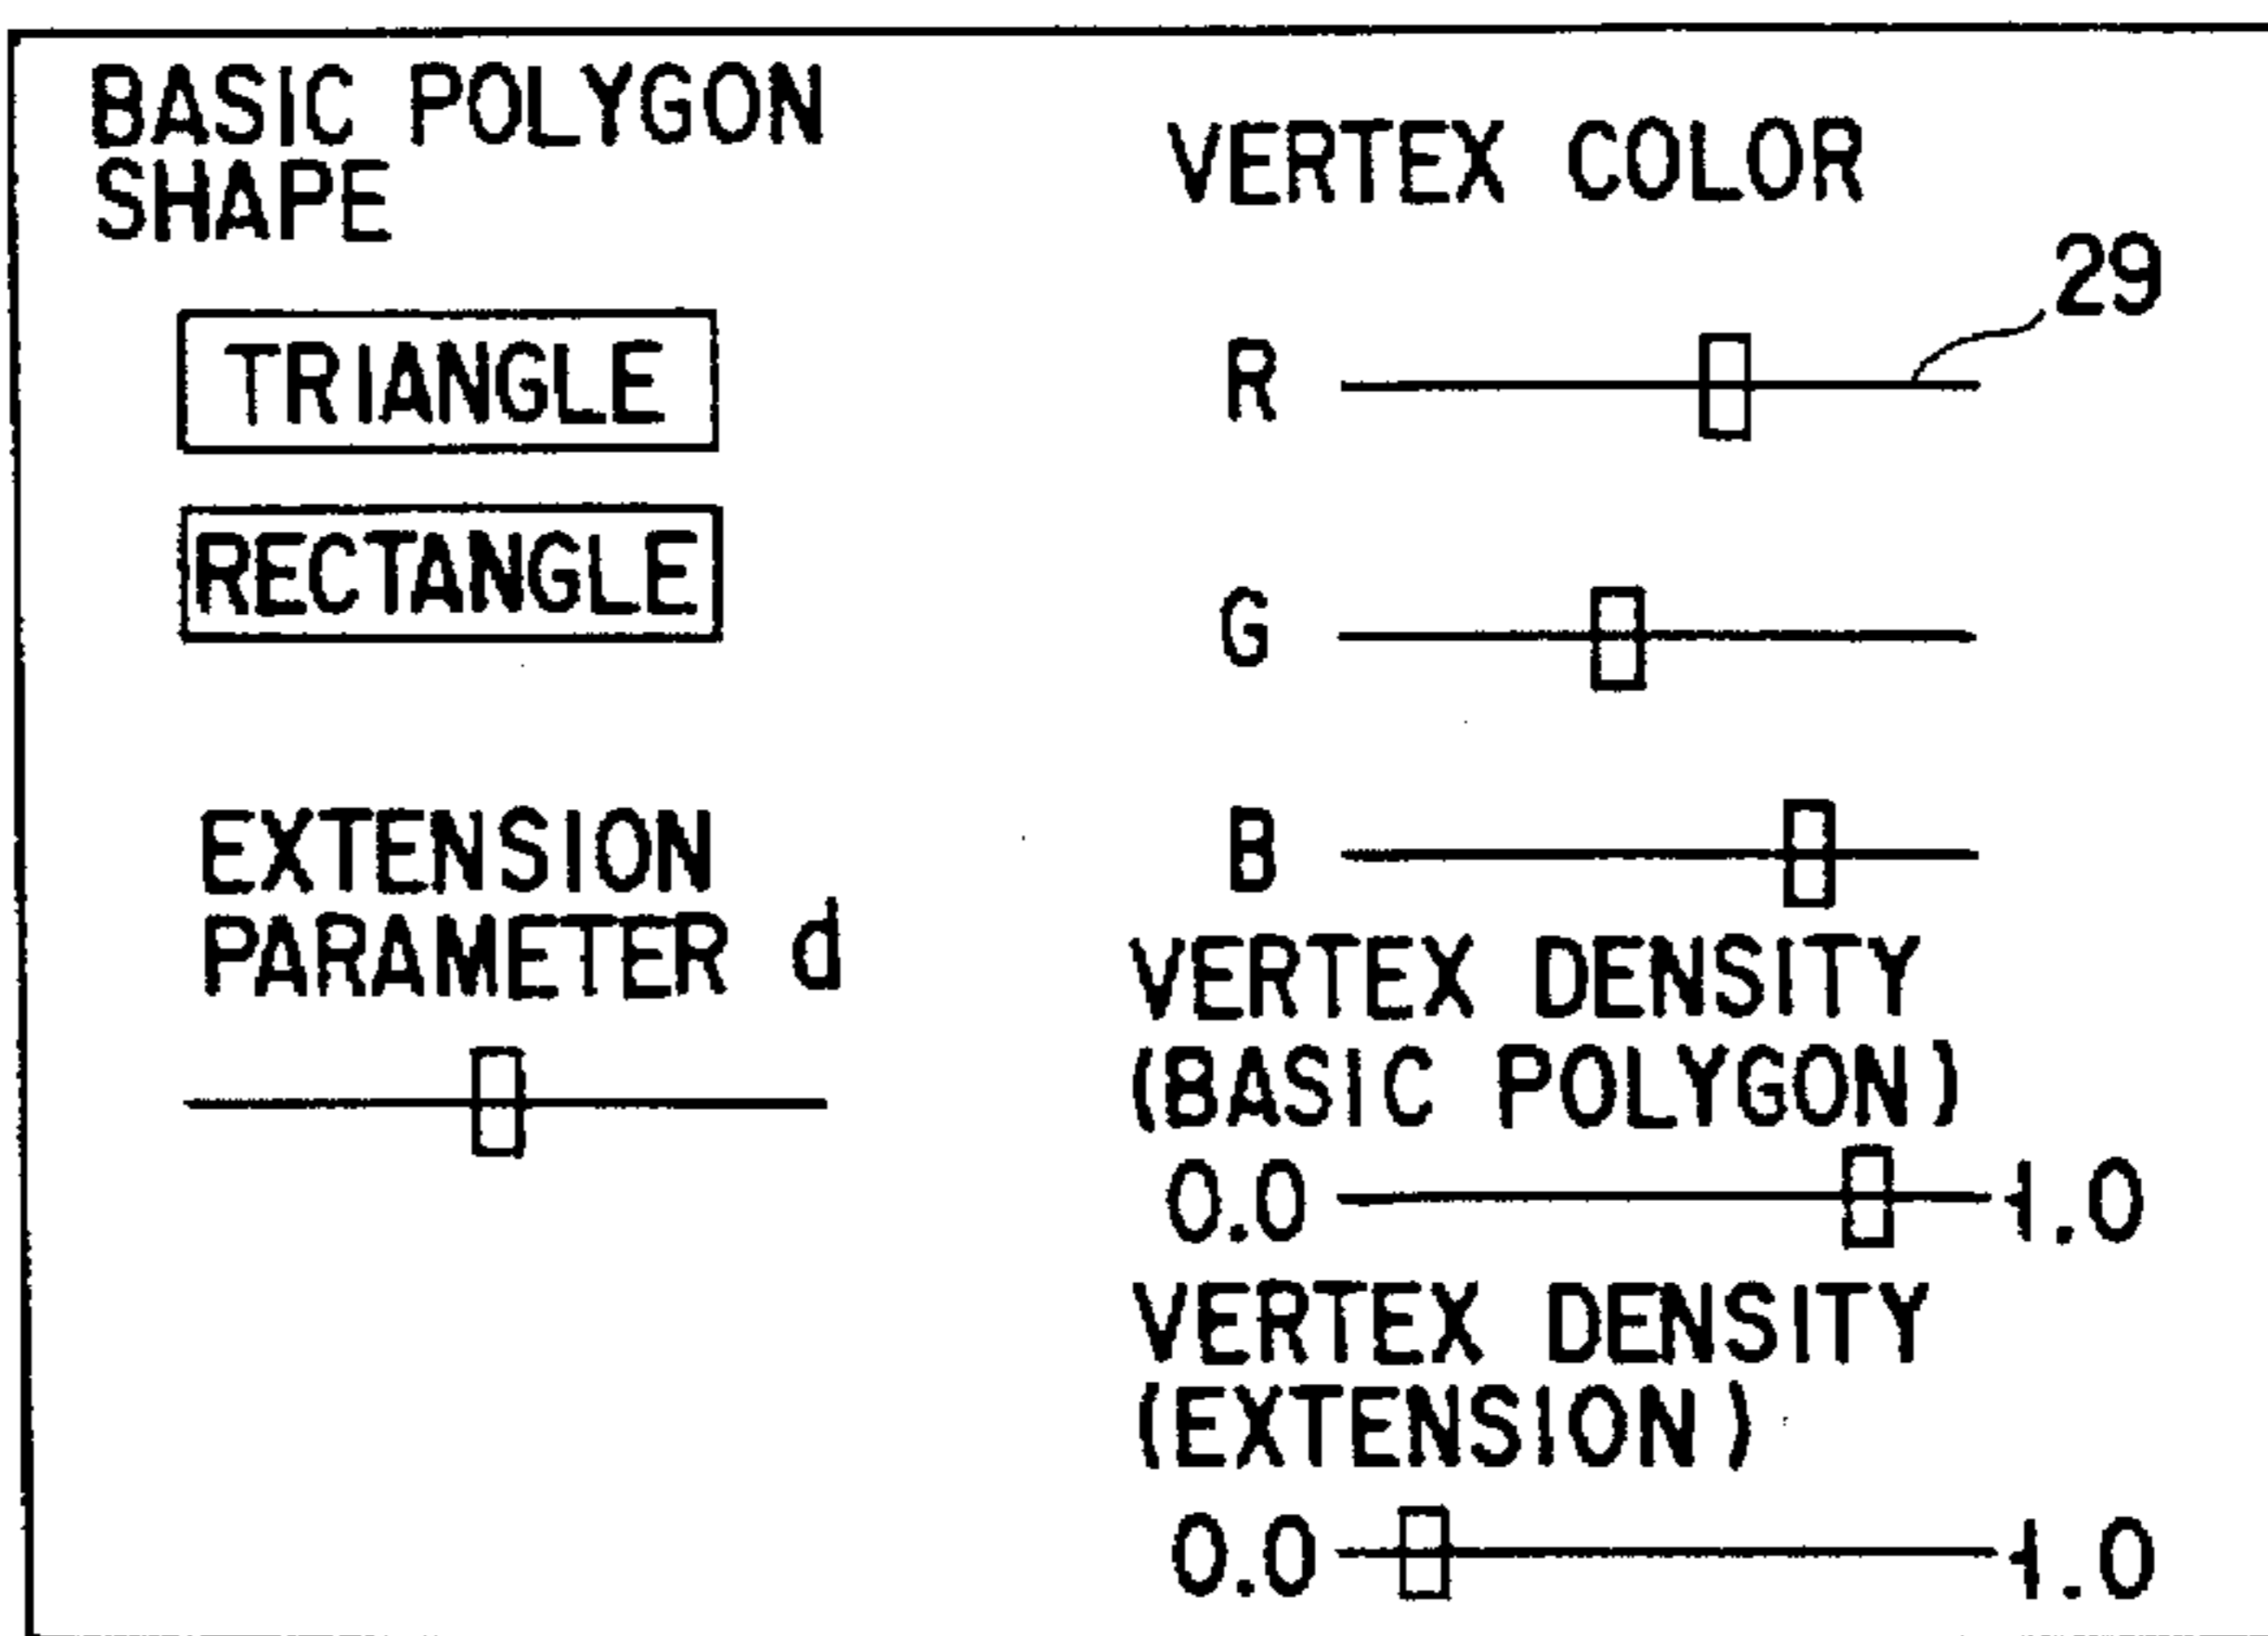 BASIC POLYGON
SHAPE
TRIANGLE
RECTANGLE
EXTENSION
PARAMETER d
VERTEX COLOR
29
R
G
B
VERTEX DENSITY
(BASIC POLYGON)
0.0 1.0
VERTEX DENSITY
(EXTENSION)
0.0 1.0